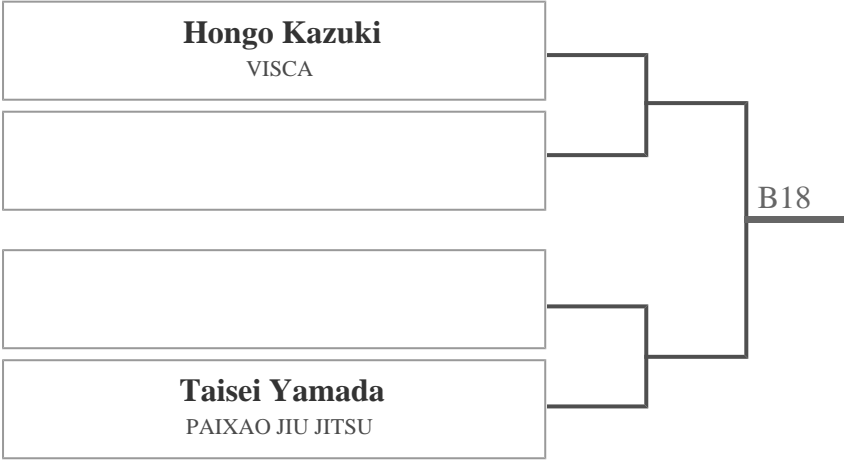 Hongo Kazuki
VISCA
B18
Taisei Yamada
PAIXAO JIU JITSU